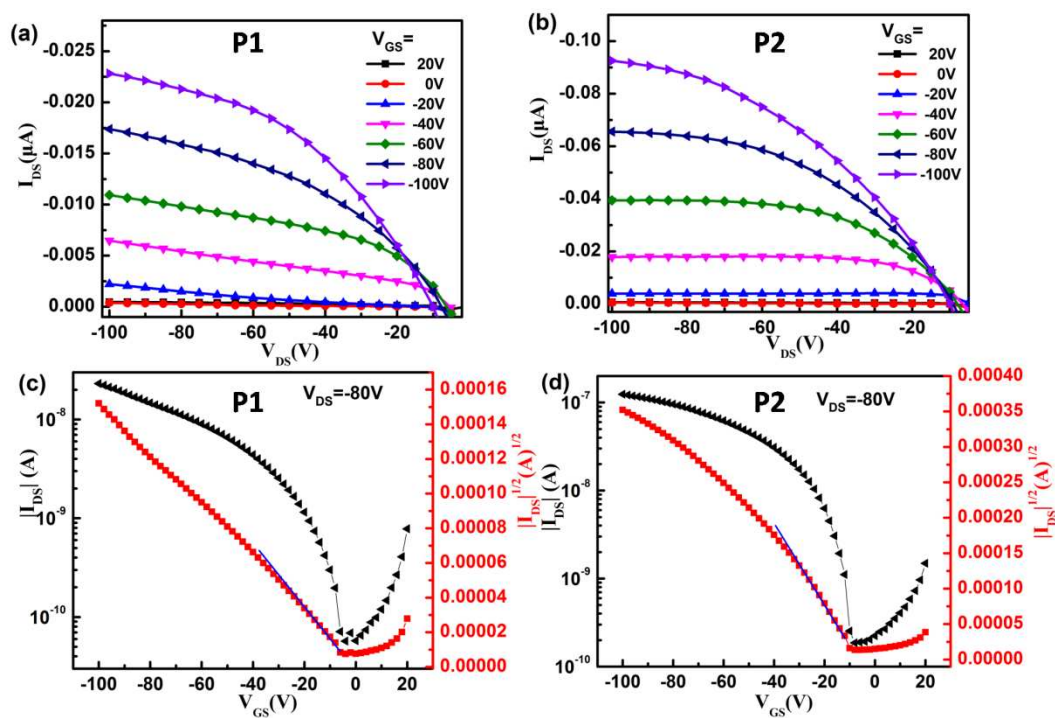 (a)
P1
V_GS=
20V
0V
-20V
-40V
-60V
-80V
-100V
I_DS(μA)
-0.025
-0.020
-0.015
-0.010
-0.005
0.000
-100 -80 -60 -40 -20
V_DS(V)
(b)
P2
V_GS=
20V
0V
-20V
-40V
-60V
-80V
-100V
I_DS(μA)
-0.10
-0.08
-0.06
-0.04
-0.02
0.00
-100 -80 -60 -40 -20
V_DS(V)
(c)
P1
V_DS=-80V
|I_DS| (A)
10^-8
10^-9
10^-10
-100 -80 -60 -40 -20 0 20
V_GS(V)
0.00016
0.00014
0.00012
0.00010
0.00008
0.00006
0.00004
0.00002
0.00000
|I_DS|^1/2(A)^1/2
(d)
P2
V_DS=-80V
|I_DS| (A)
10^-7
10^-8
10^-9
10^-10
-100 -80 -60 -40 -20 0 20
V_GS(V)
0.00040
0.00035
0.00030
0.00025
0.00020
0.00015
0.00010
0.00005
0.00000
|I_DS|^1/2(A)^1/2